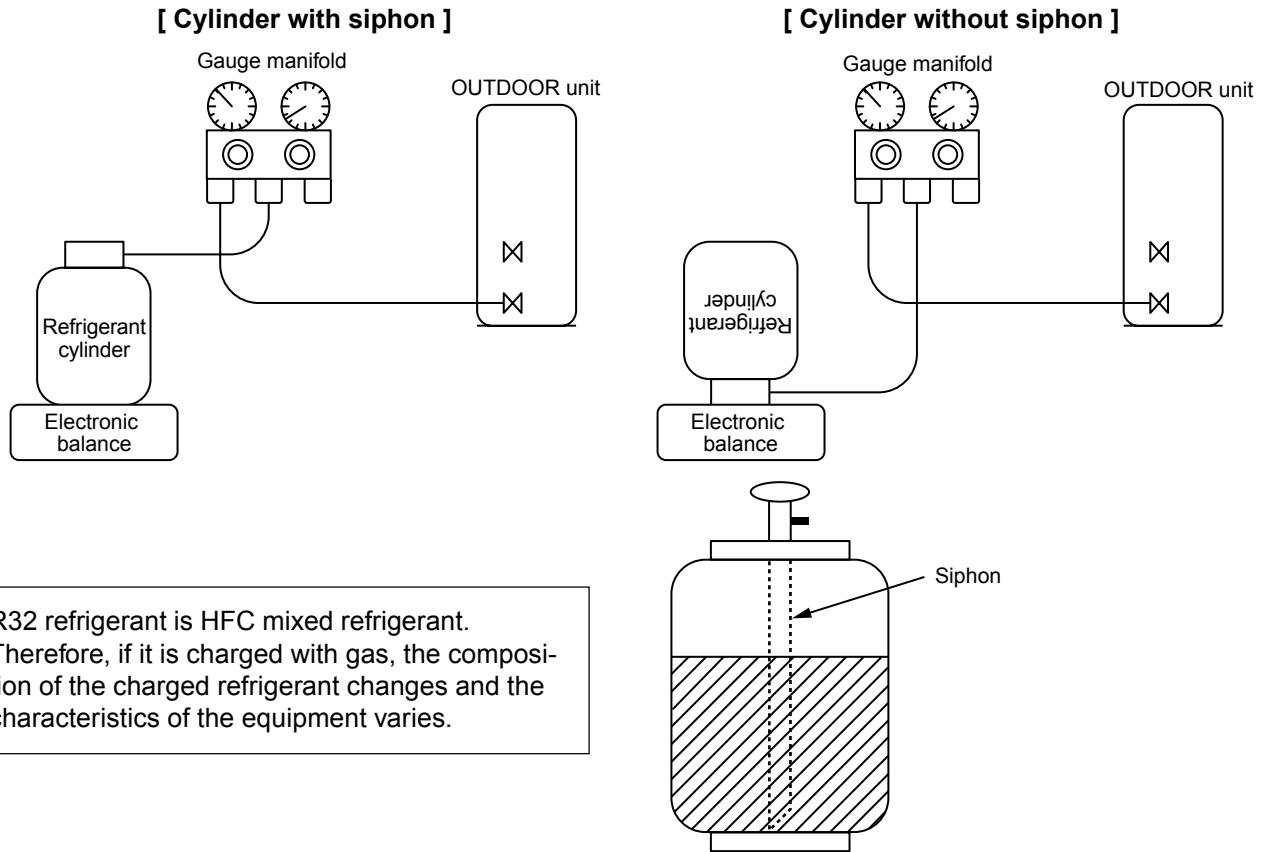 [ Cylinder with siphon ]
Gauge manifold
OUTDOOR unit
Refrigerant
cylinder
Electronic
balance
[ Cylinder without siphon ]
Gauge manifold
OUTDOOR unit
Refrigerant
cylinder
Electronic
balance
Siphon
R32 refrigerant is HFC mixed refrigerant.
Therefore, if it is charged with gas, the composi-
tion of the charged refrigerant changes and the
characteristics of the equipment varies.